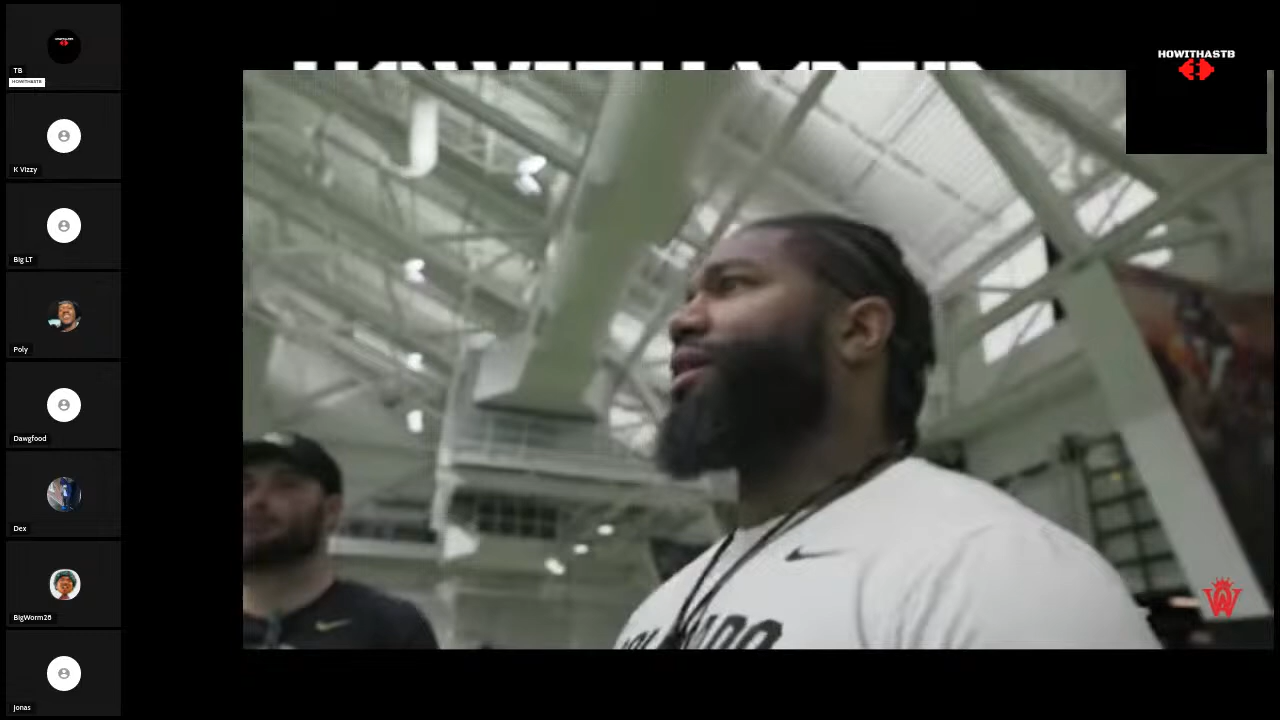 TB
HOWITHASTB
K Vizzy
Big LT
Poly
Dawgfood
Dex
BigWorm26
Jonas
HOWITHASTB
W